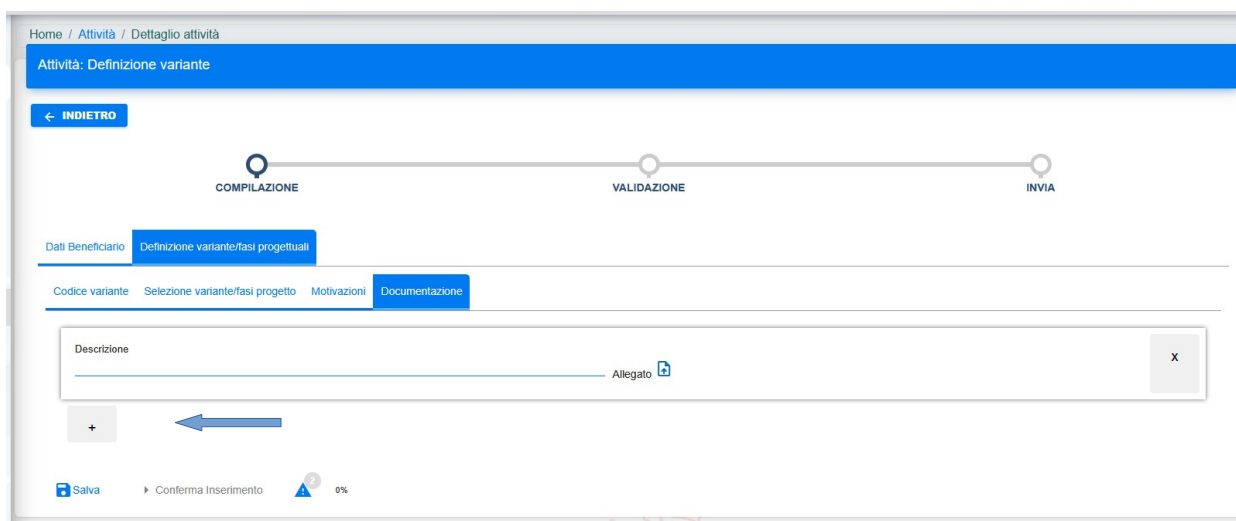 Home / Attività / Dettaglio attività
Attività: Definizione variante
← INDIETRO
COMPILAZIONE VALIDAZIONE INVIA
Dati Beneficiario Definizione variante/fasi progettuali
Codice variante Selezione variante/fasi progetto Motivazioni Documentazione
Descrizione
Allegato
X
+
Salva Conferma Inserimento 2 0%